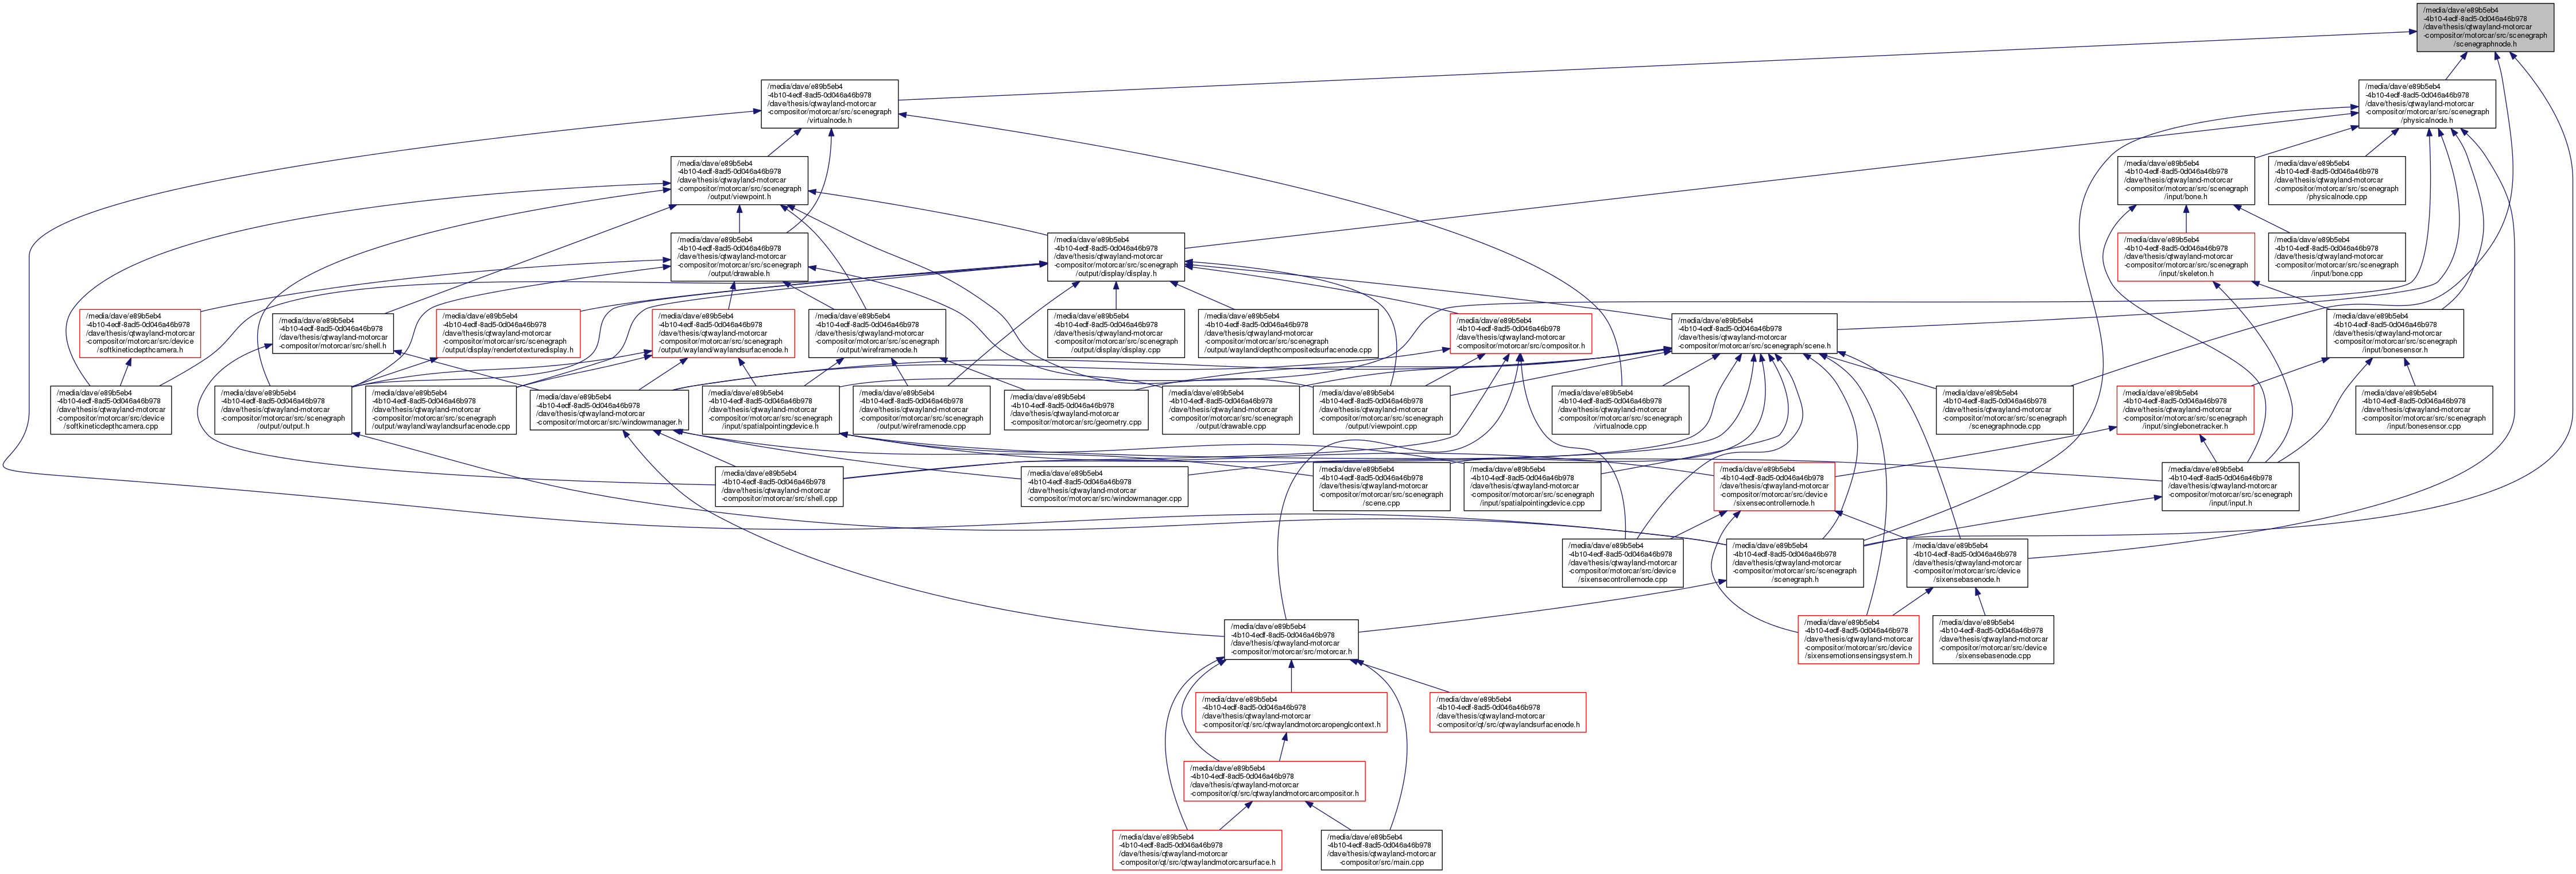 /media/dave/e89b5eb4
-4b10-4edf-8ad5-0d046a46b978
/dave/thesis/qtwayland-motorcar
-compositor/motorcar/src/scenegraph
/scenegraphnode.h
/media/dave/e89b5eb4
-4b10-4edf-8ad5-0d046a46b978
/dave/thesis/qtwayland-motorcar
-compositor/motorcar/src/scenegraph
/virtualnode.h
/media/dave/e89b5eb4
-4b10-4edf-8ad5-0d046a46b978
/dave/thesis/qtwayland-motorcar
-compositor/motorcar/src/scenegraph
/physicalnode.h
/media/dave/e89b5eb4
-4b10-4edf-8ad5-0d046a46b978
/dave/thesis/qtwayland-motorcar
-compositor/motorcar/src/scenegraph
/output/viewpoint.h
/media/dave/e89b5eb4
-4b10-4edf-8ad5-0d046a46b978
/dave/thesis/qtwayland-motorcar
-compositor/motorcar/src/scenegraph
/input/bone.h
/media/dave/e89b5eb4
-4b10-4edf-8ad5-0d046a46b978
/dave/thesis/qtwayland-motorcar
-compositor/motorcar/src/scenegraph
/physicalnode.cpp
/media/dave/e89b5eb4
-4b10-4edf-8ad5-0d046a46b978
/dave/thesis/qtwayland-motorcar
-compositor/motorcar/src/scenegraph
/output/drawable.h
/media/dave/e89b5eb4
-4b10-4edf-8ad5-0d046a46b978
/dave/thesis/qtwayland-motorcar
-compositor/motorcar/src/scenegraph
/output/display/display.h
/media/dave/e89b5eb4
-4b10-4edf-8ad5-0d046a46b978
/dave/thesis/qtwayland-motorcar
-compositor/motorcar/src/scenegraph
/input/skeleton.h
/media/dave/e89b5eb4
-4b10-4edf-8ad5-0d046a46b978
/dave/thesis/qtwayland-motorcar
-compositor/motorcar/src/scenegraph
/input/bone.cpp
/media/dave/e89b5eb4
-4b10-4edf-8ad5-0d046a46b978
/dave/thesis/qtwayland-motorcar
-compositor/motorcar/src/device
/softkineticdepthcamera.h
/media/dave/e89b5eb4
-4b10-4edf-8ad5-0d046a46b978
/dave/thesis/qtwayland-motorcar
-compositor/motorcar/src/shell.h
/media/dave/e89b5eb4
-4b10-4edf-8ad5-0d046a46b978
/dave/thesis/qtwayland-motorcar
-compositor/motorcar/src/scenegraph
/output/display/rendertotexturedisplay.h
/media/dave/e89b5eb4
-4b10-4edf-8ad5-0d046a46b978
/dave/thesis/qtwayland-motorcar
-compositor/motorcar/src/scenegraph
/output/wayland/waylandsurfacenode.h
/media/dave/e89b5eb4
-4b10-4edf-8ad5-0d046a46b978
/dave/thesis/qtwayland-motorcar
-compositor/motorcar/src/scenegraph
/output/wireframenode.h
/media/dave/e89b5eb4
-4b10-4edf-8ad5-0d046a46b978
/dave/thesis/qtwayland-motorcar
-compositor/motorcar/src/scenegraph
/output/display/display.cpp
/media/dave/e89b5eb4
-4b10-4edf-8ad5-0d046a46b978
/dave/thesis/qtwayland-motorcar
-compositor/motorcar/src/scenegraph
/output/wayland/depthcompositedsurfacenode.cpp
/media/dave/e89b5eb4
-4b10-4edf-8ad5-0d046a46b978
/dave/thesis/qtwayland-motorcar
-compositor/motorcar/src/compositor.h
/media/dave/e89b5eb4
-4b10-4edf-8ad5-0d046a46b978
/dave/thesis/qtwayland-motorcar
-compositor/motorcar/src/scenegraph/scene.h
/media/dave/e89b5eb4
-4b10-4edf-8ad5-0d046a46b978
/dave/thesis/qtwayland-motorcar
-compositor/motorcar/src/scenegraph
/input/bonesensor.h
/media/dave/e89b5eb4
-4b10-4edf-8ad5-0d046a46b978
/dave/thesis/qtwayland-motorcar
-compositor/motorcar/src/device
/softkineticdepthcamera.cpp
/media/dave/e89b5eb4
-4b10-4edf-8ad5-0d046a46b978
/dave/thesis/qtwayland-motorcar
-compositor/motorcar/src/scenegraph
/output/output.h
/media/dave/e89b5eb4
-4b10-4edf-8ad5-0d046a46b978
/dave/thesis/qtwayland-motorcar
-compositor/motorcar/src/scenegraph
/output/wayland/waylandsurfacenode.cpp
/media/dave/e89b5eb4
-4b10-4edf-8ad5-0d046a46b978
/dave/thesis/qtwayland-motorcar
-compositor/motorcar/src/windowmanager.h
/media/dave/e89b5eb4
-4b10-4edf-8ad5-0d046a46b978
/dave/thesis/qtwayland-motorcar
-compositor/motorcar/src/scenegraph
/input/spatialpointingdevice.h
/media/dave/e89b5eb4
-4b10-4edf-8ad5-0d046a46b978
/dave/thesis/qtwayland-motorcar
-compositor/motorcar/src/scenegraph
/output/wireframenode.cpp
/media/dave/e89b5eb4
-4b10-4edf-8ad5-0d046a46b978
/dave/thesis/qtwayland-motorcar
-compositor/motorcar/src/geometry.cpp
/media/dave/e89b5eb4
-4b10-4edf-8ad5-0d046a46b978
/dave/thesis/qtwayland-motorcar
-compositor/motorcar/src/scenegraph
/output/drawable.cpp
/media/dave/e89b5eb4
-4b10-4edf-8ad5-0d046a46b978
/dave/thesis/qtwayland-motorcar
-compositor/motorcar/src/scenegraph
/output/viewpoint.cpp
/media/dave/e89b5eb4
-4b10-4edf-8ad5-0d046a46b978
/dave/thesis/qtwayland-motorcar
-compositor/motorcar/src/scenegraph
/virtualnode.cpp
/media/dave/e89b5eb4
-4b10-4edf-8ad5-0d046a46b978
/dave/thesis/qtwayland-motorcar
-compositor/motorcar/src/scenegraph
/scenegraphnode.cpp
/media/dave/e89b5eb4
-4b10-4edf-8ad5-0d046a46b978
/dave/thesis/qtwayland-motorcar
-compositor/motorcar/src/scenegraph
/input/singlebonetracker.h
/media/dave/e89b5eb4
-4b10-4edf-8ad5-0d046a46b978
/dave/thesis/qtwayland-motorcar
-compositor/motorcar/src/scenegraph
/input/bonesensor.cpp
/media/dave/e89b5eb4
-4b10-4edf-8ad5-0d046a46b978
/dave/thesis/qtwayland-motorcar
-compositor/motorcar/src/shell.cpp
/media/dave/e89b5eb4
-4b10-4edf-8ad5-0d046a46b978
/dave/thesis/qtwayland-motorcar
-compositor/motorcar/src/windowmanager.cpp
/media/dave/e89b5eb4
-4b10-4edf-8ad5-0d046a46b978
/dave/thesis/qtwayland-motorcar
-compositor/motorcar/src/scenegraph
/scene.cpp
/media/dave/e89b5eb4
-4b10-4edf-8ad5-0d046a46b978
/dave/thesis/qtwayland-motorcar
-compositor/motorcar/src/scenegraph
/input/spatialpointingdevice.cpp
/media/dave/e89b5eb4
-4b10-4edf-8ad5-0d046a46b978
/dave/thesis/qtwayland-motorcar
-compositor/motorcar/src/device
/sixensecontrollernode.h
/media/dave/e89b5eb4
-4b10-4edf-8ad5-0d046a46b978
/dave/thesis/qtwayland-motorcar
-compositor/motorcar/src/scenegraph
/input/input.h
/media/dave/e89b5eb4
-4b10-4edf-8ad5-0d046a46b978
/dave/thesis/qtwayland-motorcar
-compositor/motorcar/src/device
/sixensecontrollernode.cpp
/media/dave/e89b5eb4
-4b10-4edf-8ad5-0d046a46b978
/dave/thesis/qtwayland-motorcar
-compositor/motorcar/src/scenegraph
/scenegraph.h
/media/dave/e89b5eb4
-4b10-4edf-8ad5-0d046a46b978
/dave/thesis/qtwayland-motorcar
-compositor/motorcar/src/device
/sixensebasenode.h
/media/dave/e89b5eb4
-4b10-4edf-8ad5-0d046a46b978
/dave/thesis/qtwayland-motorcar
-compositor/motorcar/src/motorcar.h
/media/dave/e89b5eb4
-4b10-4edf-8ad5-0d046a46b978
/dave/thesis/qtwayland-motorcar
-compositor/motorcar/src/device
/sixensemotionsensingsystem.h
/media/dave/e89b5eb4
-4b10-4edf-8ad5-0d046a46b978
/dave/thesis/qtwayland-motorcar
-compositor/motorcar/src/device
/sixensebasenode.cpp
/media/dave/e89b5eb4
-4b10-4edf-8ad5-0d046a46b978
/dave/thesis/qtwayland-motorcar
-compositor/qt/src/qtwaylandmotorcaropenglcontext.h
/media/dave/e89b5eb4
-4b10-4edf-8ad5-0d046a46b978
/dave/thesis/qtwayland-motorcar
-compositor/qt/src/qtwaylandsurfacenode.h
/media/dave/e89b5eb4
-4b10-4edf-8ad5-0d046a46b978
/dave/thesis/qtwayland-motorcar
-compositor/qt/src/qtwaylandmotorcarcompositor.h
/media/dave/e89b5eb4
-4b10-4edf-8ad5-0d046a46b978
/dave/thesis/qtwayland-motorcar
-compositor/qt/src/qtwaylandmotorcarsurface.h
/media/dave/e89b5eb4
-4b10-4edf-8ad5-0d046a46b978
/dave/thesis/qtwayland-motorcar
-compositor/src/main.cpp